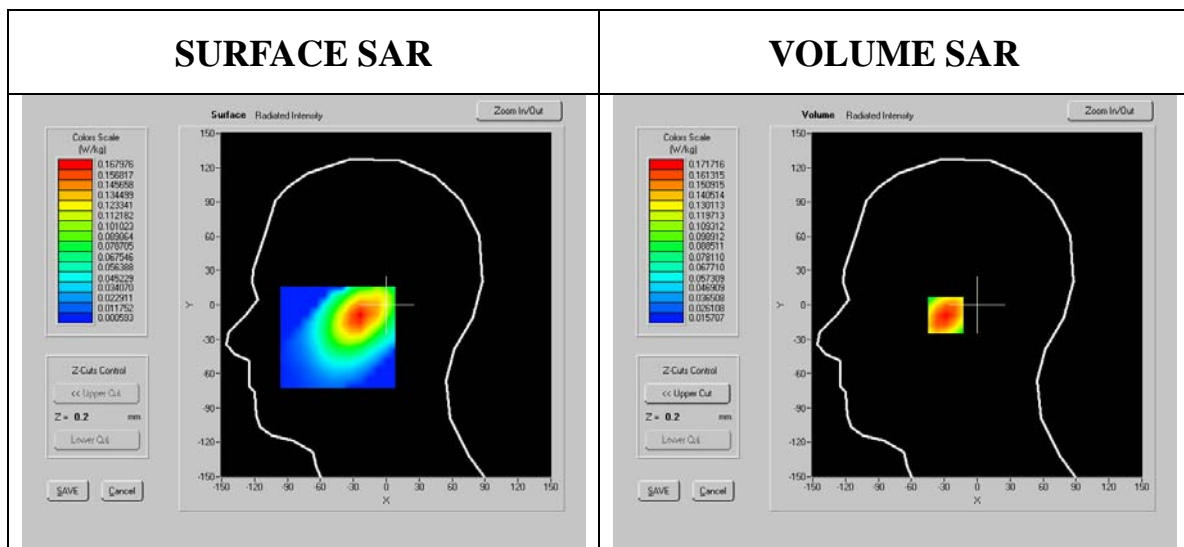 SURFACE SAR
VOLUME SAR
Surface Radiated Intensity
Zoom In/Out
Colors Scale
(W/kg)
0.167976
0.156817
0.145658
0.134499
0.123341
0.112182
0.101023
0.089864
0.078705
0.067546
0.056388
0.045229
0.034070
0.022911
0.011752
0.000593
150
120
90
60
30
0
-30
-60
-90
-120
-150
Y
-150 -120 -90 -60 -30 0 30 60 90 120 150
X
Z-Cuts Control
<< Upper Cut
Z = 0.2 mm
Lower Cut
SAVE Cancel
Volume Radiated Intensity
Zoom In/Out
Colors Scale
(W/kg)
0.171716
0.161315
0.150915
0.140514
0.130113
0.119713
0.109312
0.098912
0.088511
0.078110
0.067710
0.057309
0.046909
0.036508
0.026108
0.015707
150
120
90
60
30
0
-30
-60
-90
-120
-150
Y
-150 -120 -90 -60 -30 0 30 60 90 120 150
X
Z-Cuts Control
<< Upper Cut
Z = 0.2 mm
Lower Cut
SAVE Cancel